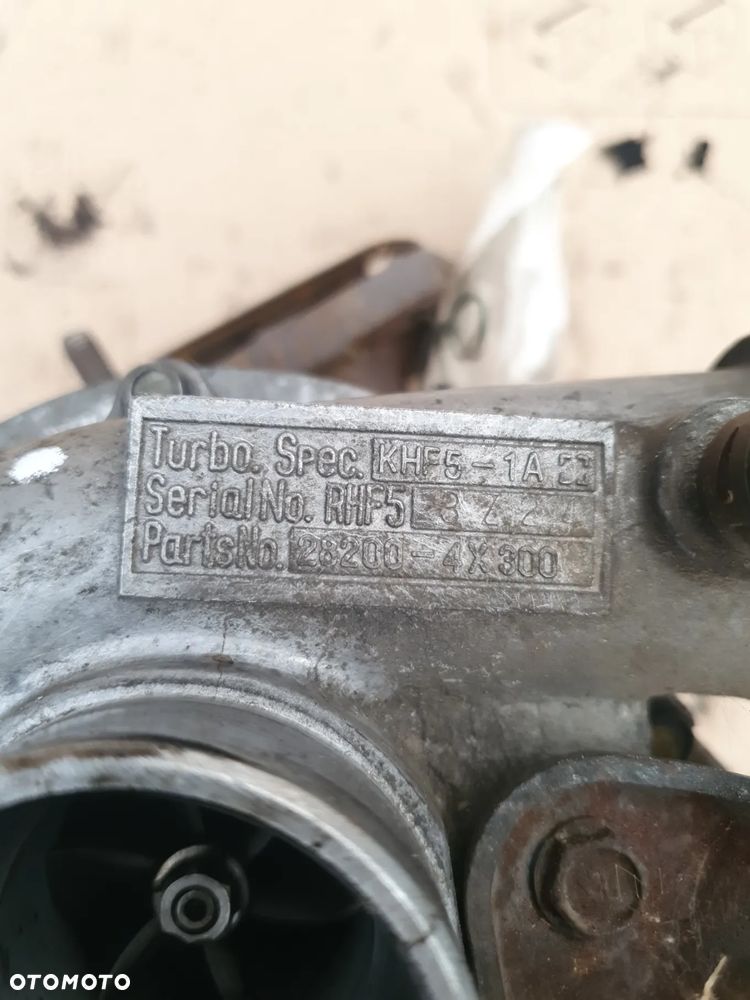 Turbo. Spec. KHF5-1A
Serial No. RHF5
Parts No. 28200-4X300
OTOMOTO